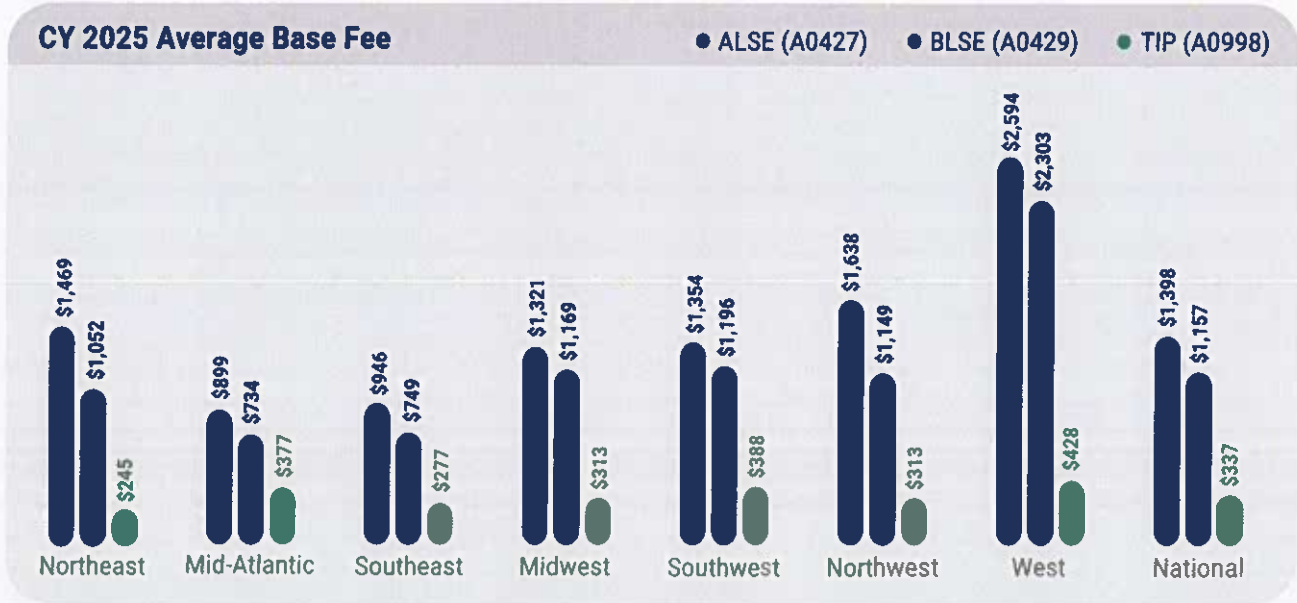 CY 2025 Average Base Fee
ALSE (A0427) BLSE (A0429) TIP (A0998)
$1,469 $1,052 $245
$899 $734 $377
$946 $749 $277
$1,321 $1,169 $313
$1,354 $1,196 $388
$1,638 $1,149 $313
$2,594 $2,303 $428
$1,398 $1,157 $337
Northeast Mid-Atlantic Southeast Midwest Southwest Northwest West National